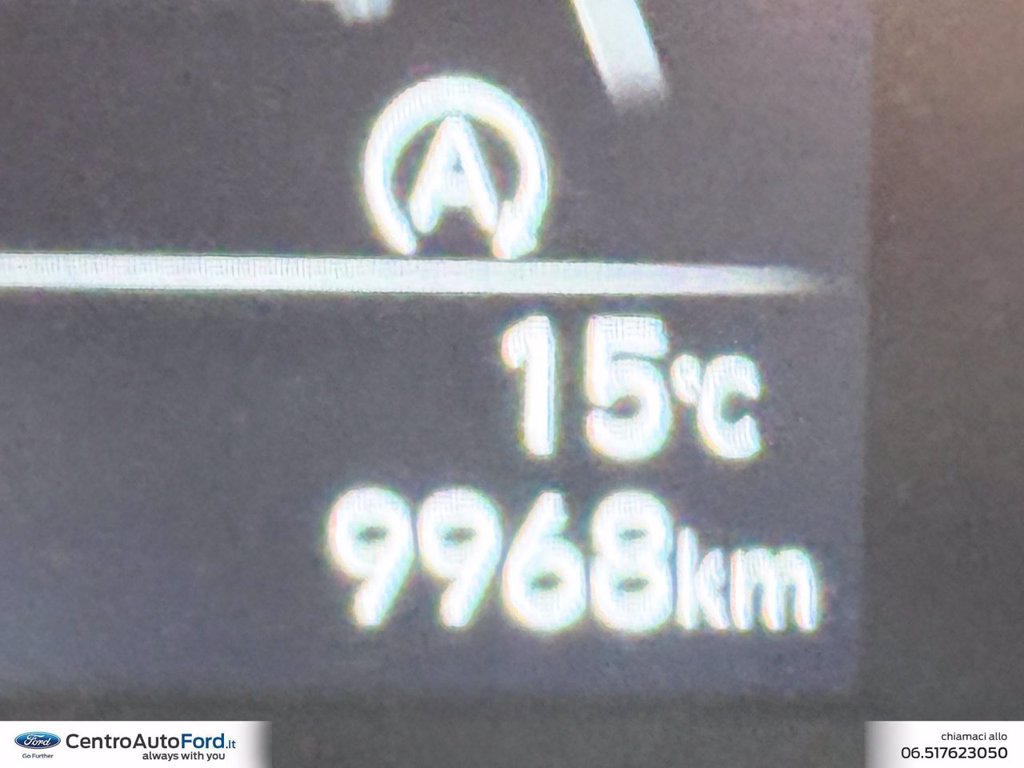 A
15°C
9968km
Ford
Go Further
CentroAutoFord.it
always with you
chiamaci allo
06.517623050